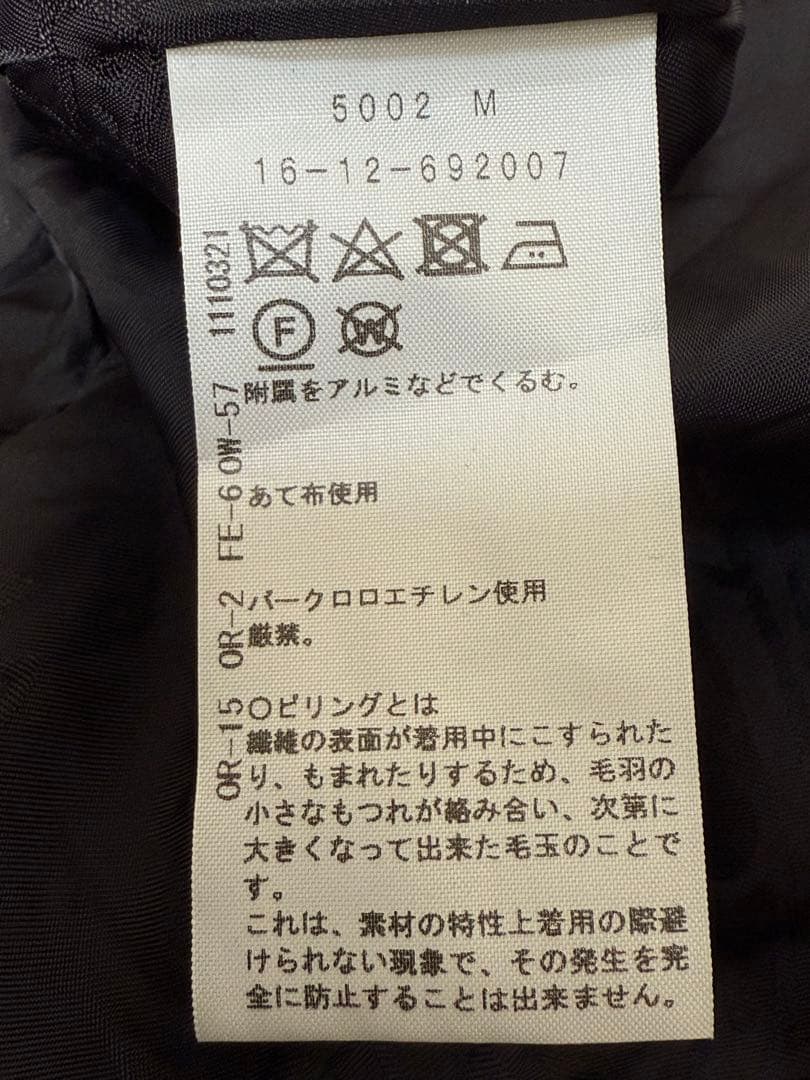 5002 M
16-12-692007
F
W
附属をアルミなどでくるむ。
あて布使用
パークロロエチレン使用
厳禁。
〇ピリングとは
繊維の表面が着用中にこすられた
り、もまれたりするため、毛羽の
小さなもつれが絡み合い、次第に
大きくなって出来た毛玉のことで
す。
これは、素材の特性上着用の際避
けられない現象で、その発生を完
全に防止することは出来ません。
OR-15 OR-2 FE-6 OW-57 1110321